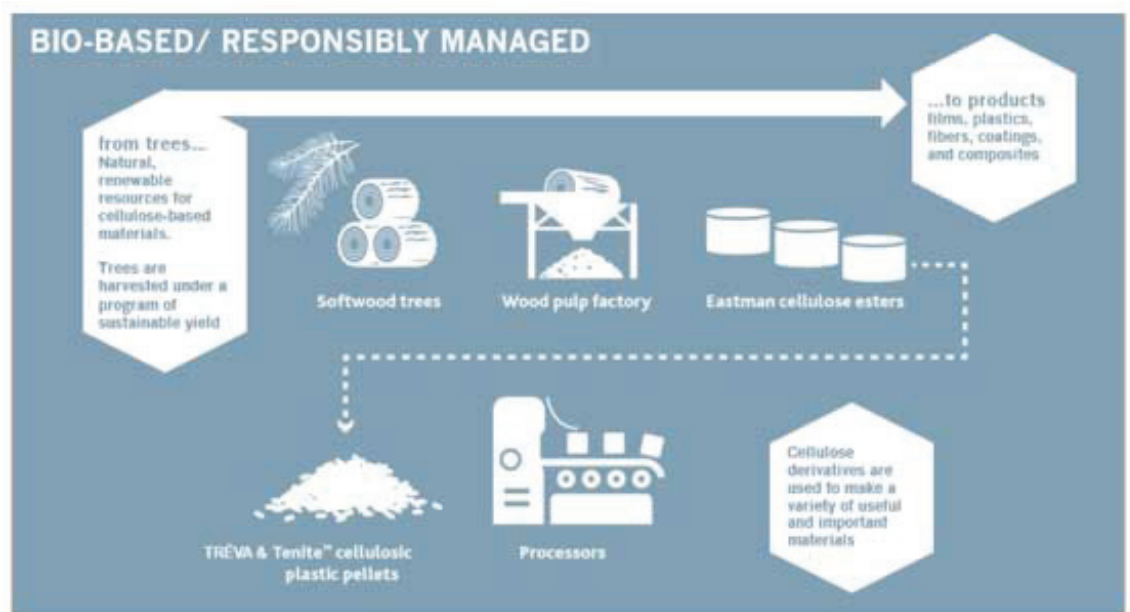 BIO-BASED/ RESPONSIBLY MANAGED
from trees...
Natural,
renewable
resources for
cellulose-based
materials.
Trees are
harvested under a
program of
sustainable yield
...to products
films, plastics,
fibers, coatings,
and composites
Softwood trees
Wood pulp factory
Eastman cellulose esters
TRĒVA & Tenite™ cellulosic
plastic pellets
Processors
Cellulose
derivatives are
used to make a
variety of useful
and important
materials